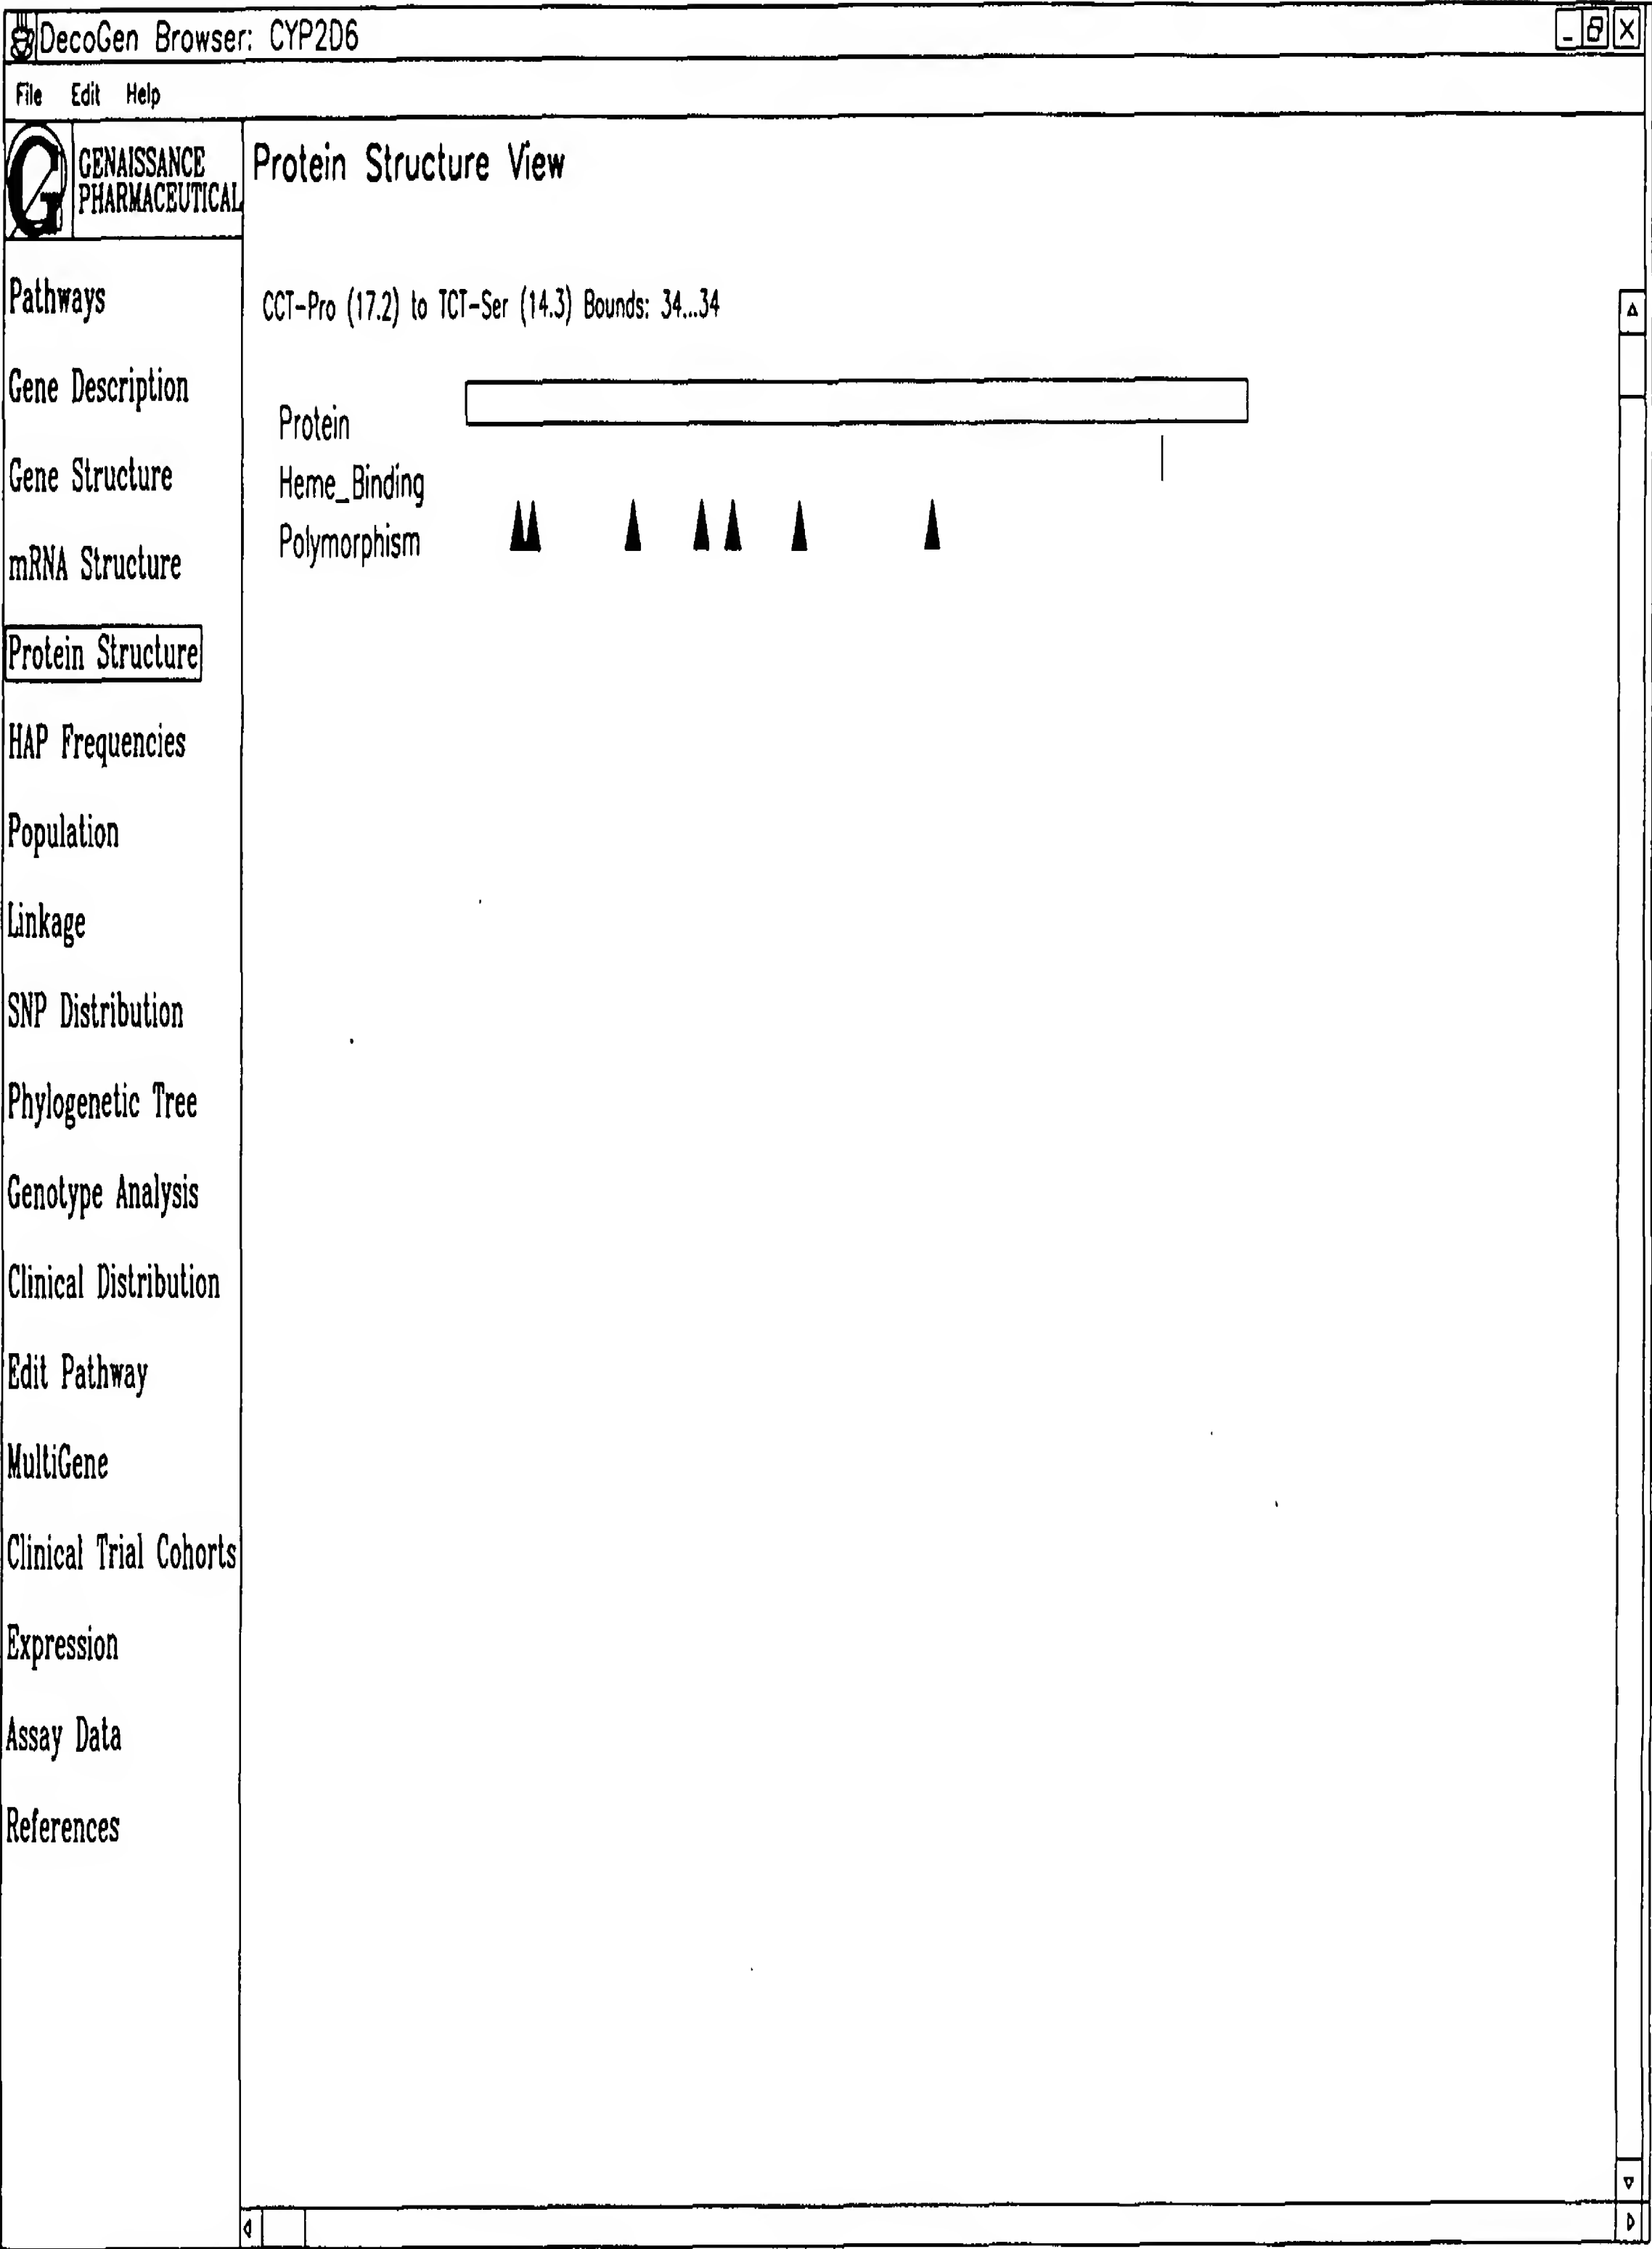 DecoGen Browser: CYP2D6
File Edit Help
GENAISSANCE
PHARMACEUTICAL
Protein Structure View
Pathways
Gene Description
Gene Structure
mRNA Structure
Protein Structure
HAP Frequencies
Population
Linkage
SNP Distribution
Phylogenetic Tree
Genotype Analysis
Clinical Distribution
Edit Pathway
MultiGene
Clinical Trial Cohorts
Expression
Assay Data
References
CCT-Pro (17.2) to TCT-Ser (14.3) Bounds: 34...34
Protein
Heme_Binding
Polymorphism